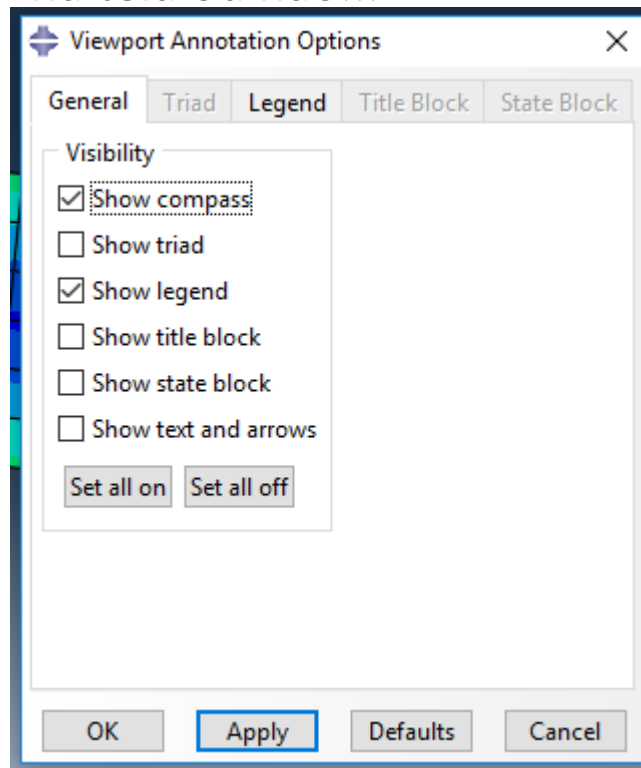 Viewport Annotation Options
General Triad Legend Title Block State Block
Visibility
Show compass
Show triad
Show legend
Show title block
Show state block
Show text and arrows
Set all on Set all off
OK Apply Defaults Cancel